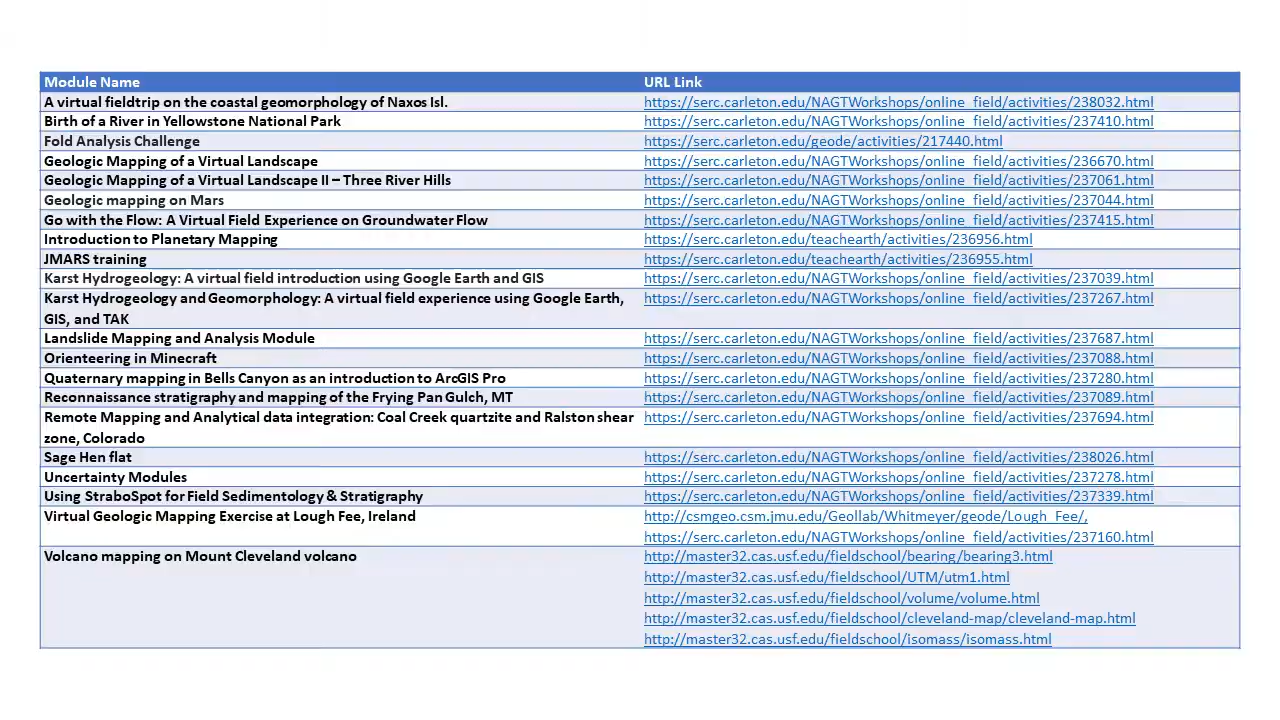 Module Name URL Link
A virtual fieldtrip on the coastal geomorphology of Naxos Isl. https://serc.carleton.edu/NAGTWorkshops/online_field/activities/238032.html
Birth of a River in Yellowstone National Park https://serc.carleton.edu/NAGTWorkshops/online_field/activities/237410.html
Fold Analysis Challenge https://serc.carleton.edu/geode/activities/217440.html
Geologic Mapping of a Virtual Landscape https://serc.carleton.edu/NAGTWorkshops/online_field/activities/236670.html
Geologic Mapping of a Virtual Landscape II – Three River Hills https://serc.carleton.edu/NAGTWorkshops/online_field/activities/237061.html
Geologic mapping on Mars https://serc.carleton.edu/NAGTWorkshops/online_field/activities/237044.html
Go with the Flow: A Virtual Field Experience on Groundwater Flow https://serc.carleton.edu/NAGTWorkshops/online_field/activities/237415.html
Introduction to Planetary Mapping https://serc.carleton.edu/teachearth/activities/236956.html
JMARS training https://serc.carleton.edu/teachearth/activities/236955.html
Karst Hydrogeology: A virtual field introduction using Google Earth and GIS https://serc.carleton.edu/NAGTWorkshops/online_field/activities/237039.html
Karst Hydrogeology and Geomorphology: A virtual field experience using Google Earth, https://serc.carleton.edu/NAGTWorkshops/online_field/activities/237267.html
GIS, and TAK
Landslide Mapping and Analysis Module https://serc.carleton.edu/NAGTWorkshops/online_field/activities/237687.html
Orienteering in Minecraft https://serc.carleton.edu/NAGTWorkshops/online_field/activities/237088.html
Quaternary mapping in Bells Canyon as an introduction to ArcGIS Pro https://serc.carleton.edu/NAGTWorkshops/online_field/activities/237280.html
Reconnaissance stratigraphy and mapping of the Frying Pan Gulch, MT https://serc.carleton.edu/NAGTWorkshops/online_field/activities/237089.html
Remote Mapping and Analytical data integration: Coal Creek quartzite and Ralston shear https://serc.carleton.edu/NAGTWorkshops/online_field/activities/237694.html
zone, Colorado
Sage Hen flat https://serc.carleton.edu/NAGTWorkshops/online_field/activities/238026.html
Uncertainty Modules https://serc.carleton.edu/NAGTWorkshops/online_field/activities/237278.html
Using StraboSpot for Field Sedimentology & Stratigraphy https://serc.carleton.edu/NAGTWorkshops/online_field/activities/237339.html
Virtual Geologic Mapping Exercise at Lough Fee, Ireland http://csmgeo.csm.jmu.edu/Geollab/Whitmeyer/geode/Lough_Fee/,
https://serc.carleton.edu/NAGTWorkshops/online_field/activities/237160.html
Volcano mapping on Mount Cleveland volcano http://master32.cas.usf.edu/fieldschool/bearing/bearing3.html
http://master32.cas.usf.edu/fieldschool/UTM/utm1.html
http://master32.cas.usf.edu/fieldschool/volume/volume.html
http://master32.cas.usf.edu/fieldschool/cleveland-map/cleveland-map.html
http://master32.cas.usf.edu/fieldschool/isomass/isomass.html